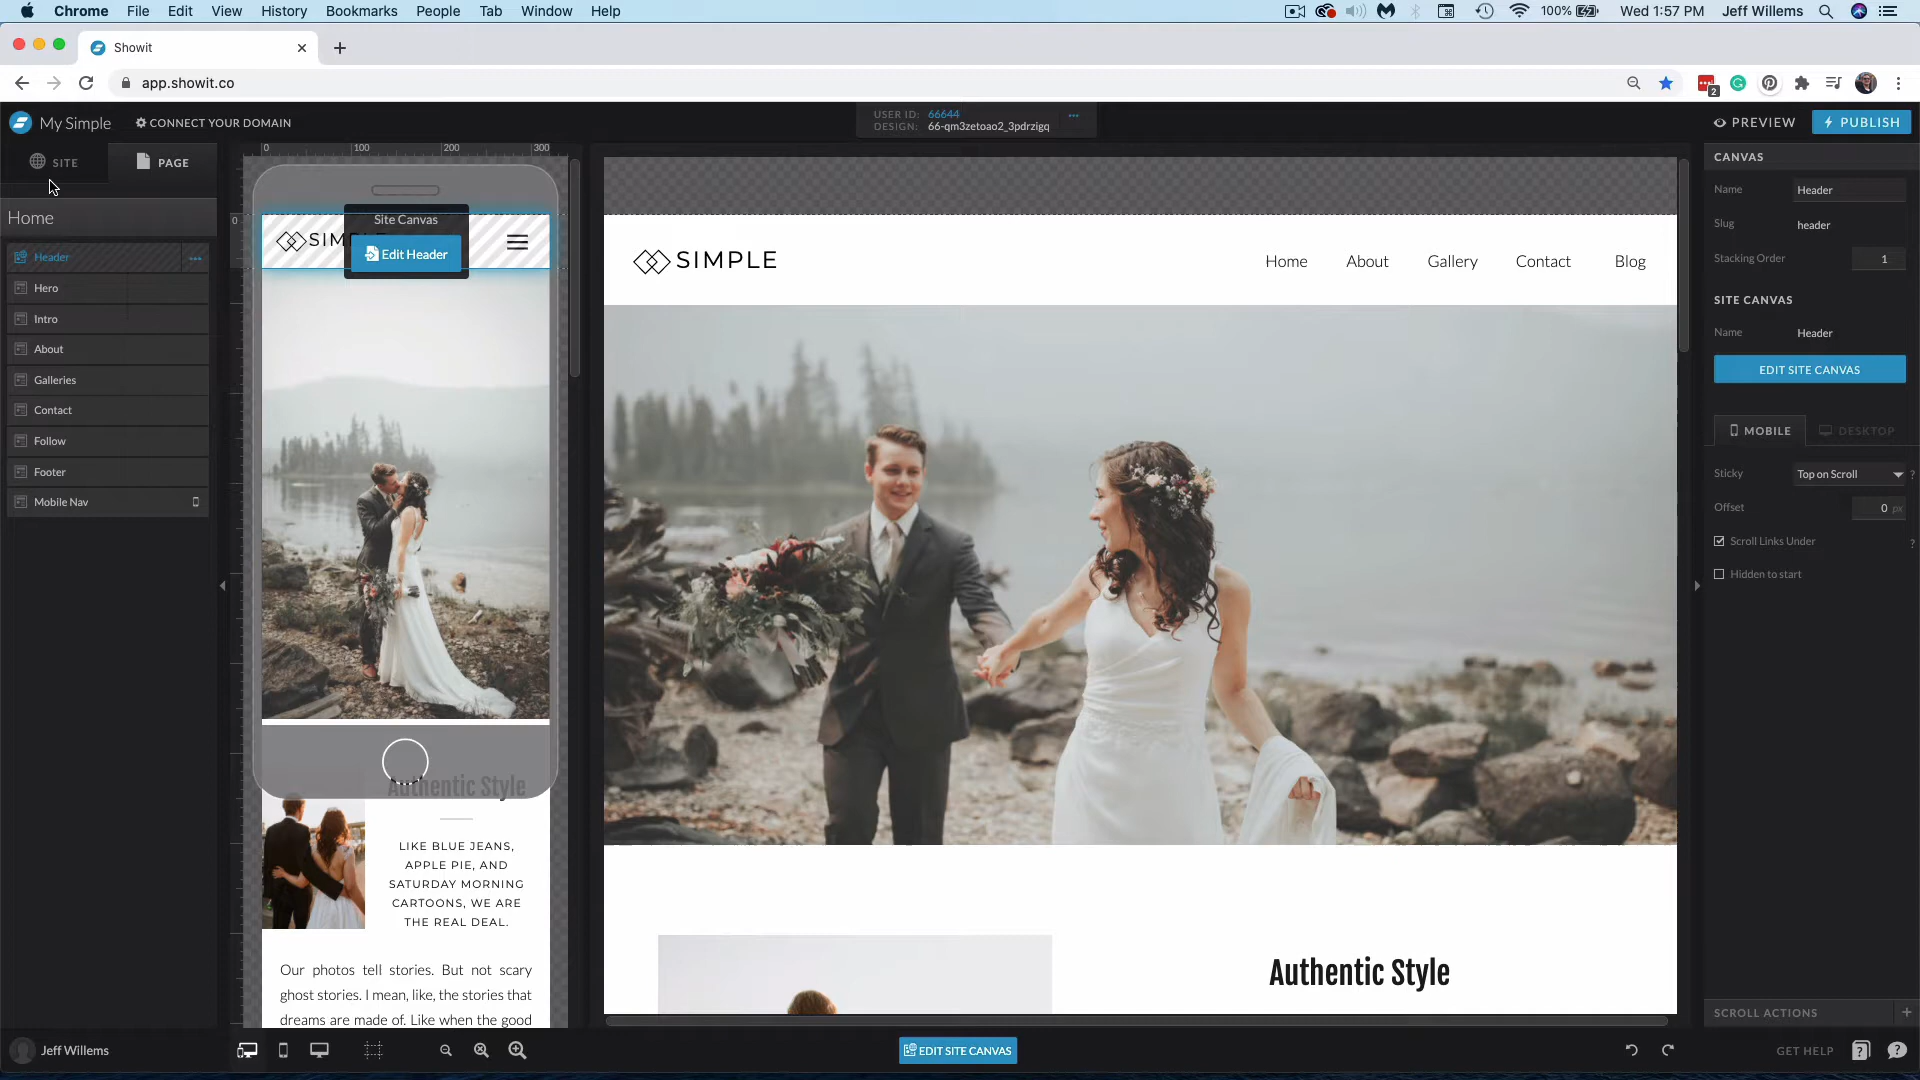 Chrome File Edit View History Bookmarks People Tab Window Help
100% Wed 1:57 PM Jeff Willems
Showit
app.showit.co
2
My Simple CONNECT YOUR DOMAIN
USER ID: 66644
DESIGN: 66-qm3zetoao2_3pdrzigq
PREVIEW PUBLISH
SITE PAGE
Home
Header
Hero
Intro
About
Galleries
Contact
Follow
Footer
Mobile Nav
0 100 200 300
0
SIM
Site Canvas
Edit Header
Authentic Style
LIKE BLUE JEANS,
APPLE PIE, AND
SATURDAY MORNING
CARTOONS, WE ARE
THE REAL DEAL.
Our photos tell stories. But not scary
ghost stories. I mean, like, the stories that
dreams are made of. Like when the good
SIMPLE
Home About Gallery Contact Blog
Authentic Style
CANVAS
Name Header
Slug header
Stacking Order 1
SITE CANVAS
Name Header
EDIT SITE CANVAS
MOBILE DESKTOP
Sticky Top on Scroll ?
Offset 0 px
Scroll Links Under ?
Hidden to start
SCROLL ACTIONS +
Jeff Willems
EDIT SITE CANVAS
GET HELP